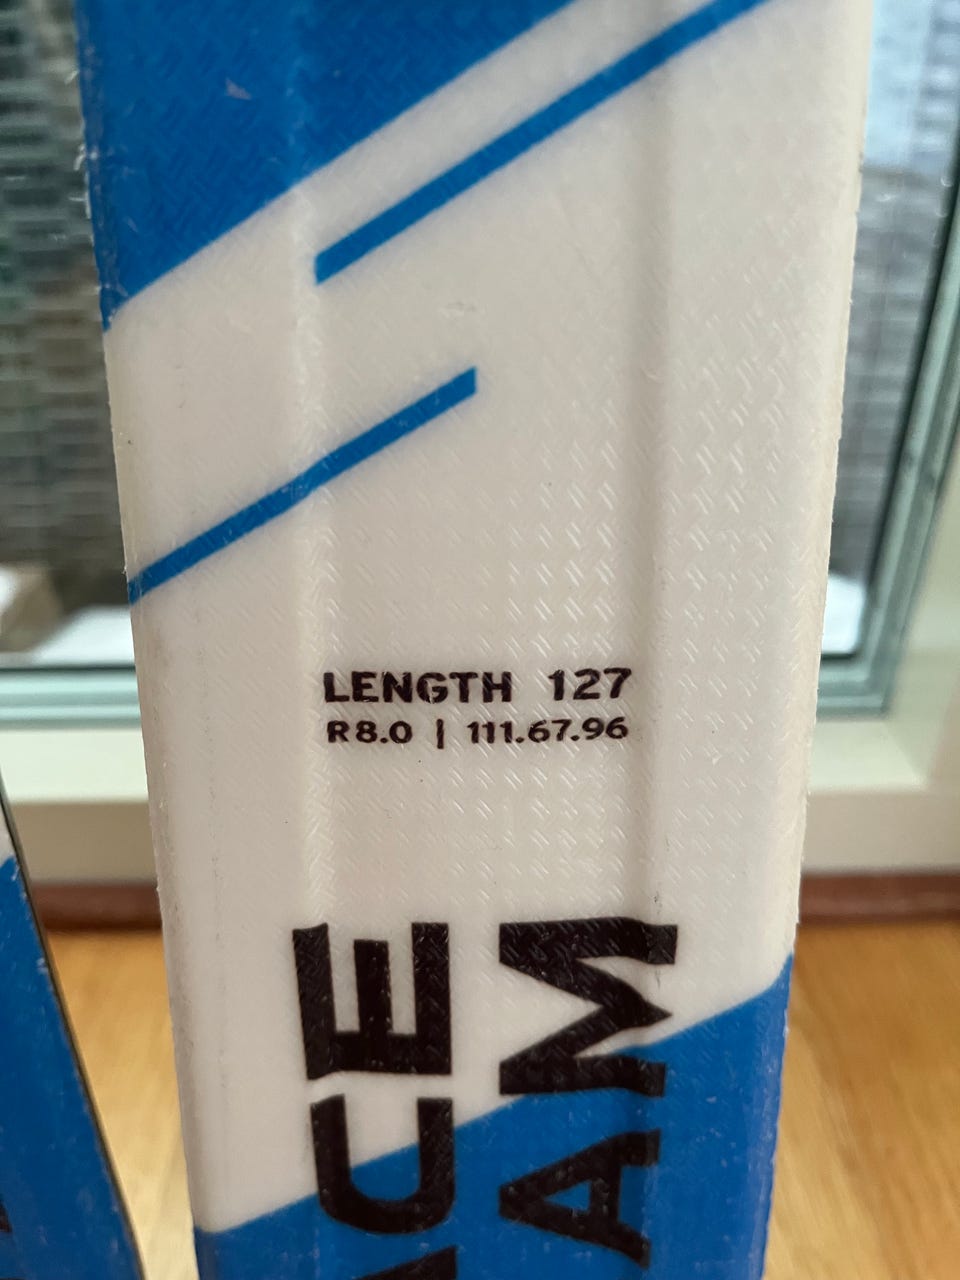 LENGTH 127
R8.0 | 111.67.96
ACE
AM